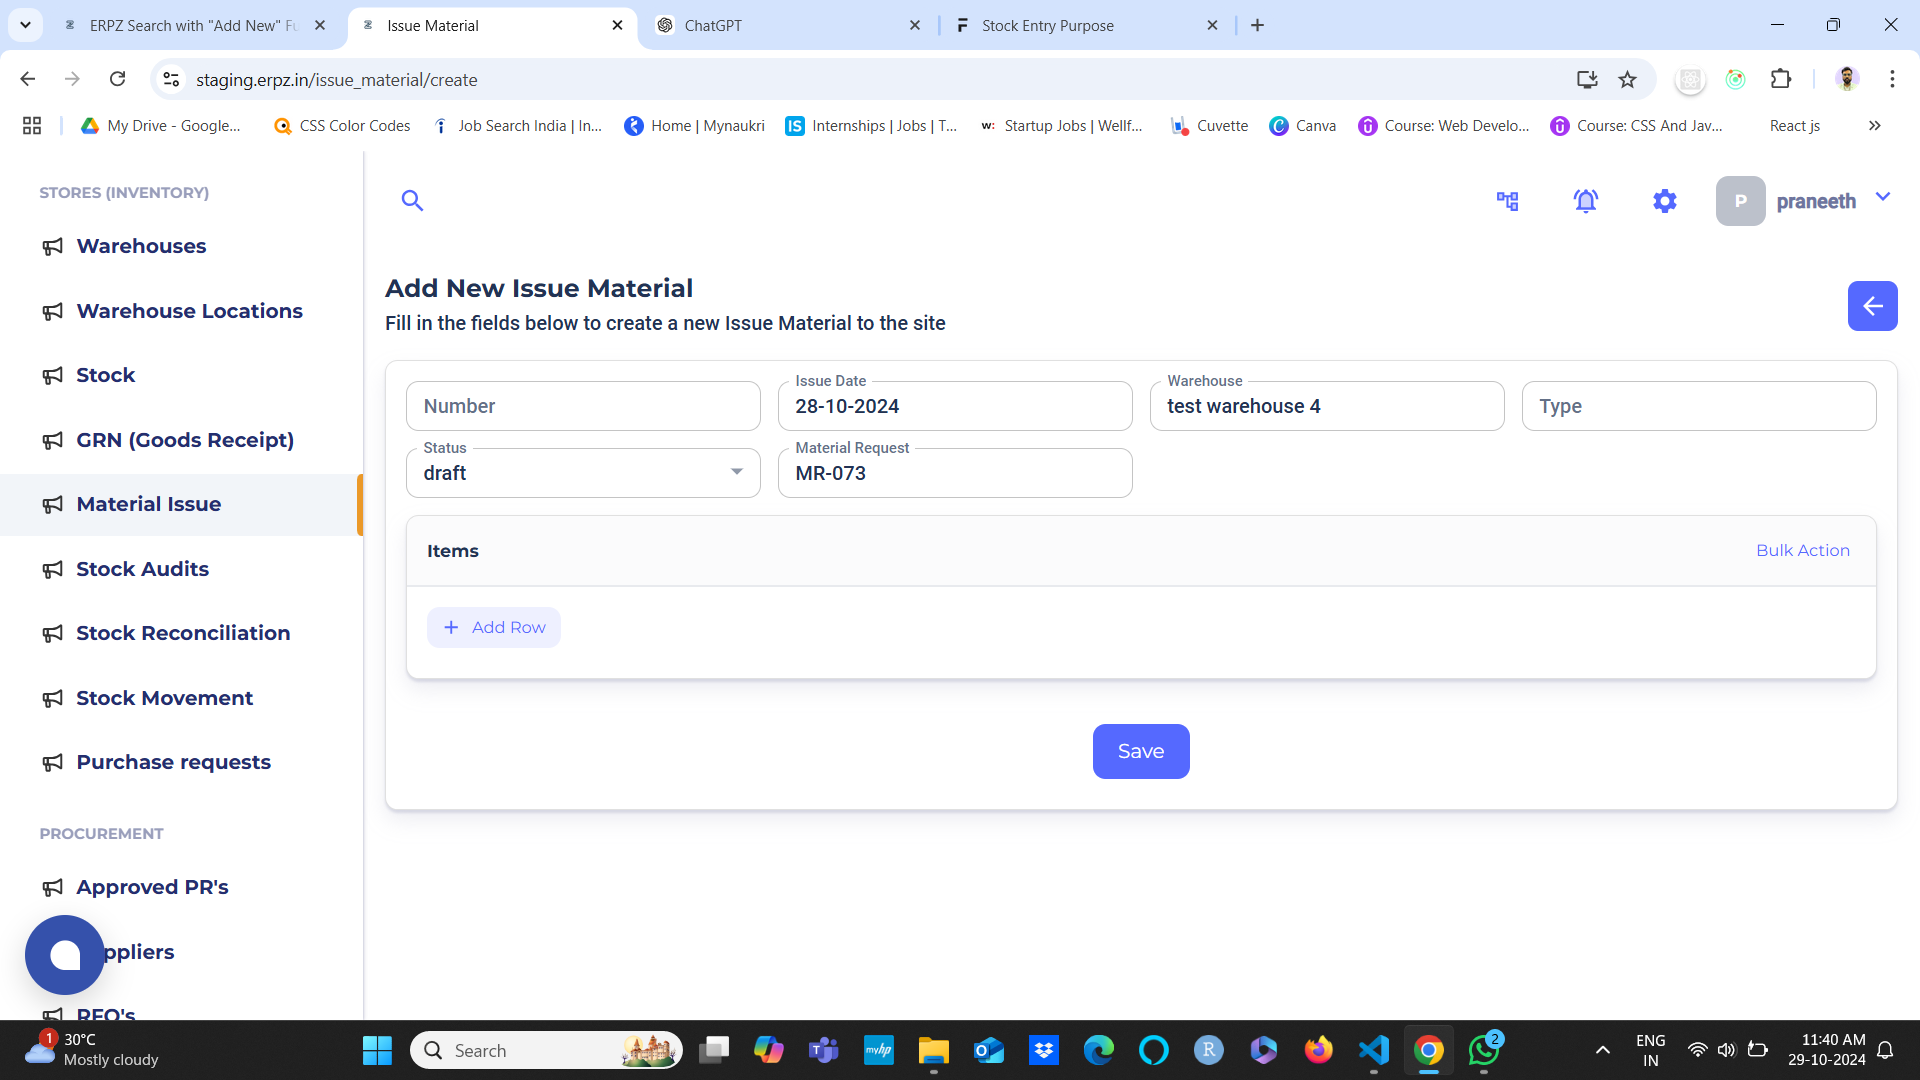 ERPZ Search with "Add New" Fu
Issue Material
ChatGPT
Stock Entry Purpose
staging.erpz.in/issue_material/create
My Drive - Google...
CSS Color Codes
Job Search India | In...
Home | Mynaukri
IS
Internships | Jobs | T...
w:
Startup Jobs | Wellf...
Cuvette
Canva
Course: Web Develo...
Course: CSS And Jav...
React js
STORES (INVENTORY)
Warehouses
Warehouse Locations
Stock
GRN (Goods Receipt)
Material Issue
Stock Audits
Stock Reconciliation
Stock Movement
Purchase requests
PROCUREMENT
Approved PR's
ppliers
RFQ's
P
praneeth
Add New Issue Material
Fill in the fields below to create a new Issue Material to the site
Number
Issue Date
28-10-2024
Warehouse
test warehouse 4
Type
Status
draft
Material Request
MR-073
Items
Bulk Action
+ Add Row
Save
1
30°C
Mostly cloudy
Search
myhp
R
2
ENG
IN
11:40 AM
29-10-2024